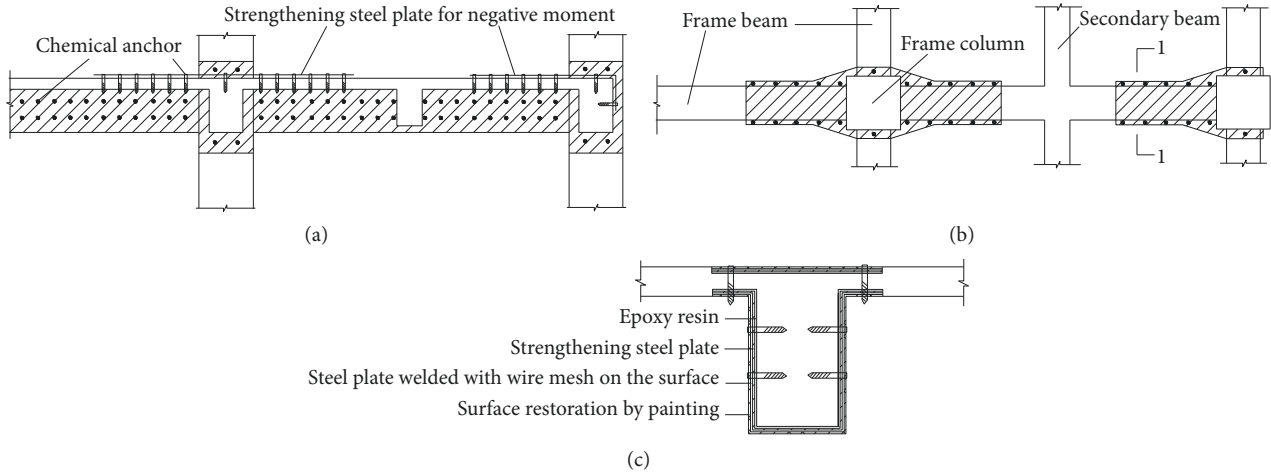 Strengthening steel plate for negative moment
Chemical anchor
(a)
Frame beam
Secondary beam
Frame column
1
1
(b)
Epoxy resin
Strengthening steel plate
Steel plate welded with wire mesh on the surface
Surface restoration by painting
(c)